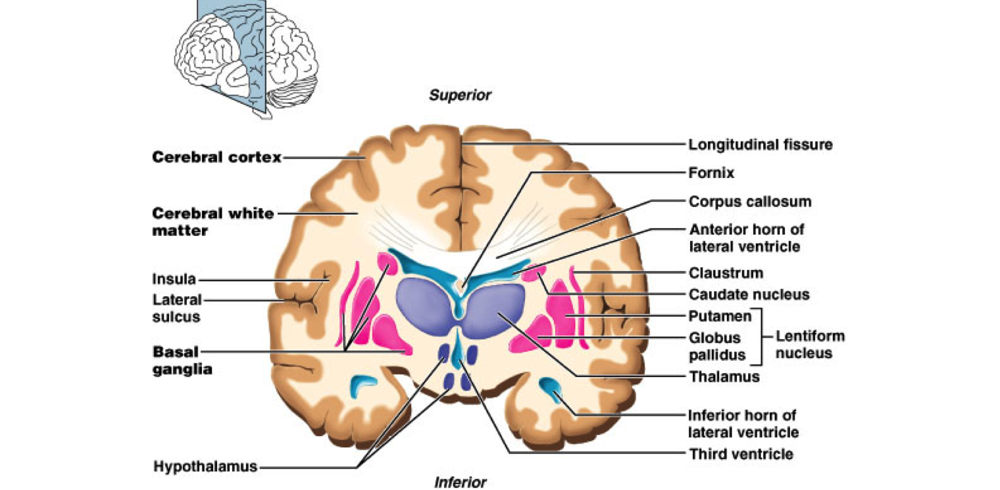 Superior
Cerebral cortex
Cerebral white
matter
Insula
Lateral
sulcus
Basal
ganglia
Hypothalamus
Longitudinal fissure
Fornix
Corpus callosum
Anterior horn of
lateral ventricle
Claustrum
Caudate nucleus
Putamen
Globus
pallidus
Lentiform
nucleus
Thalamus
Inferior horn of
lateral ventricle
Third ventricle
Inferior